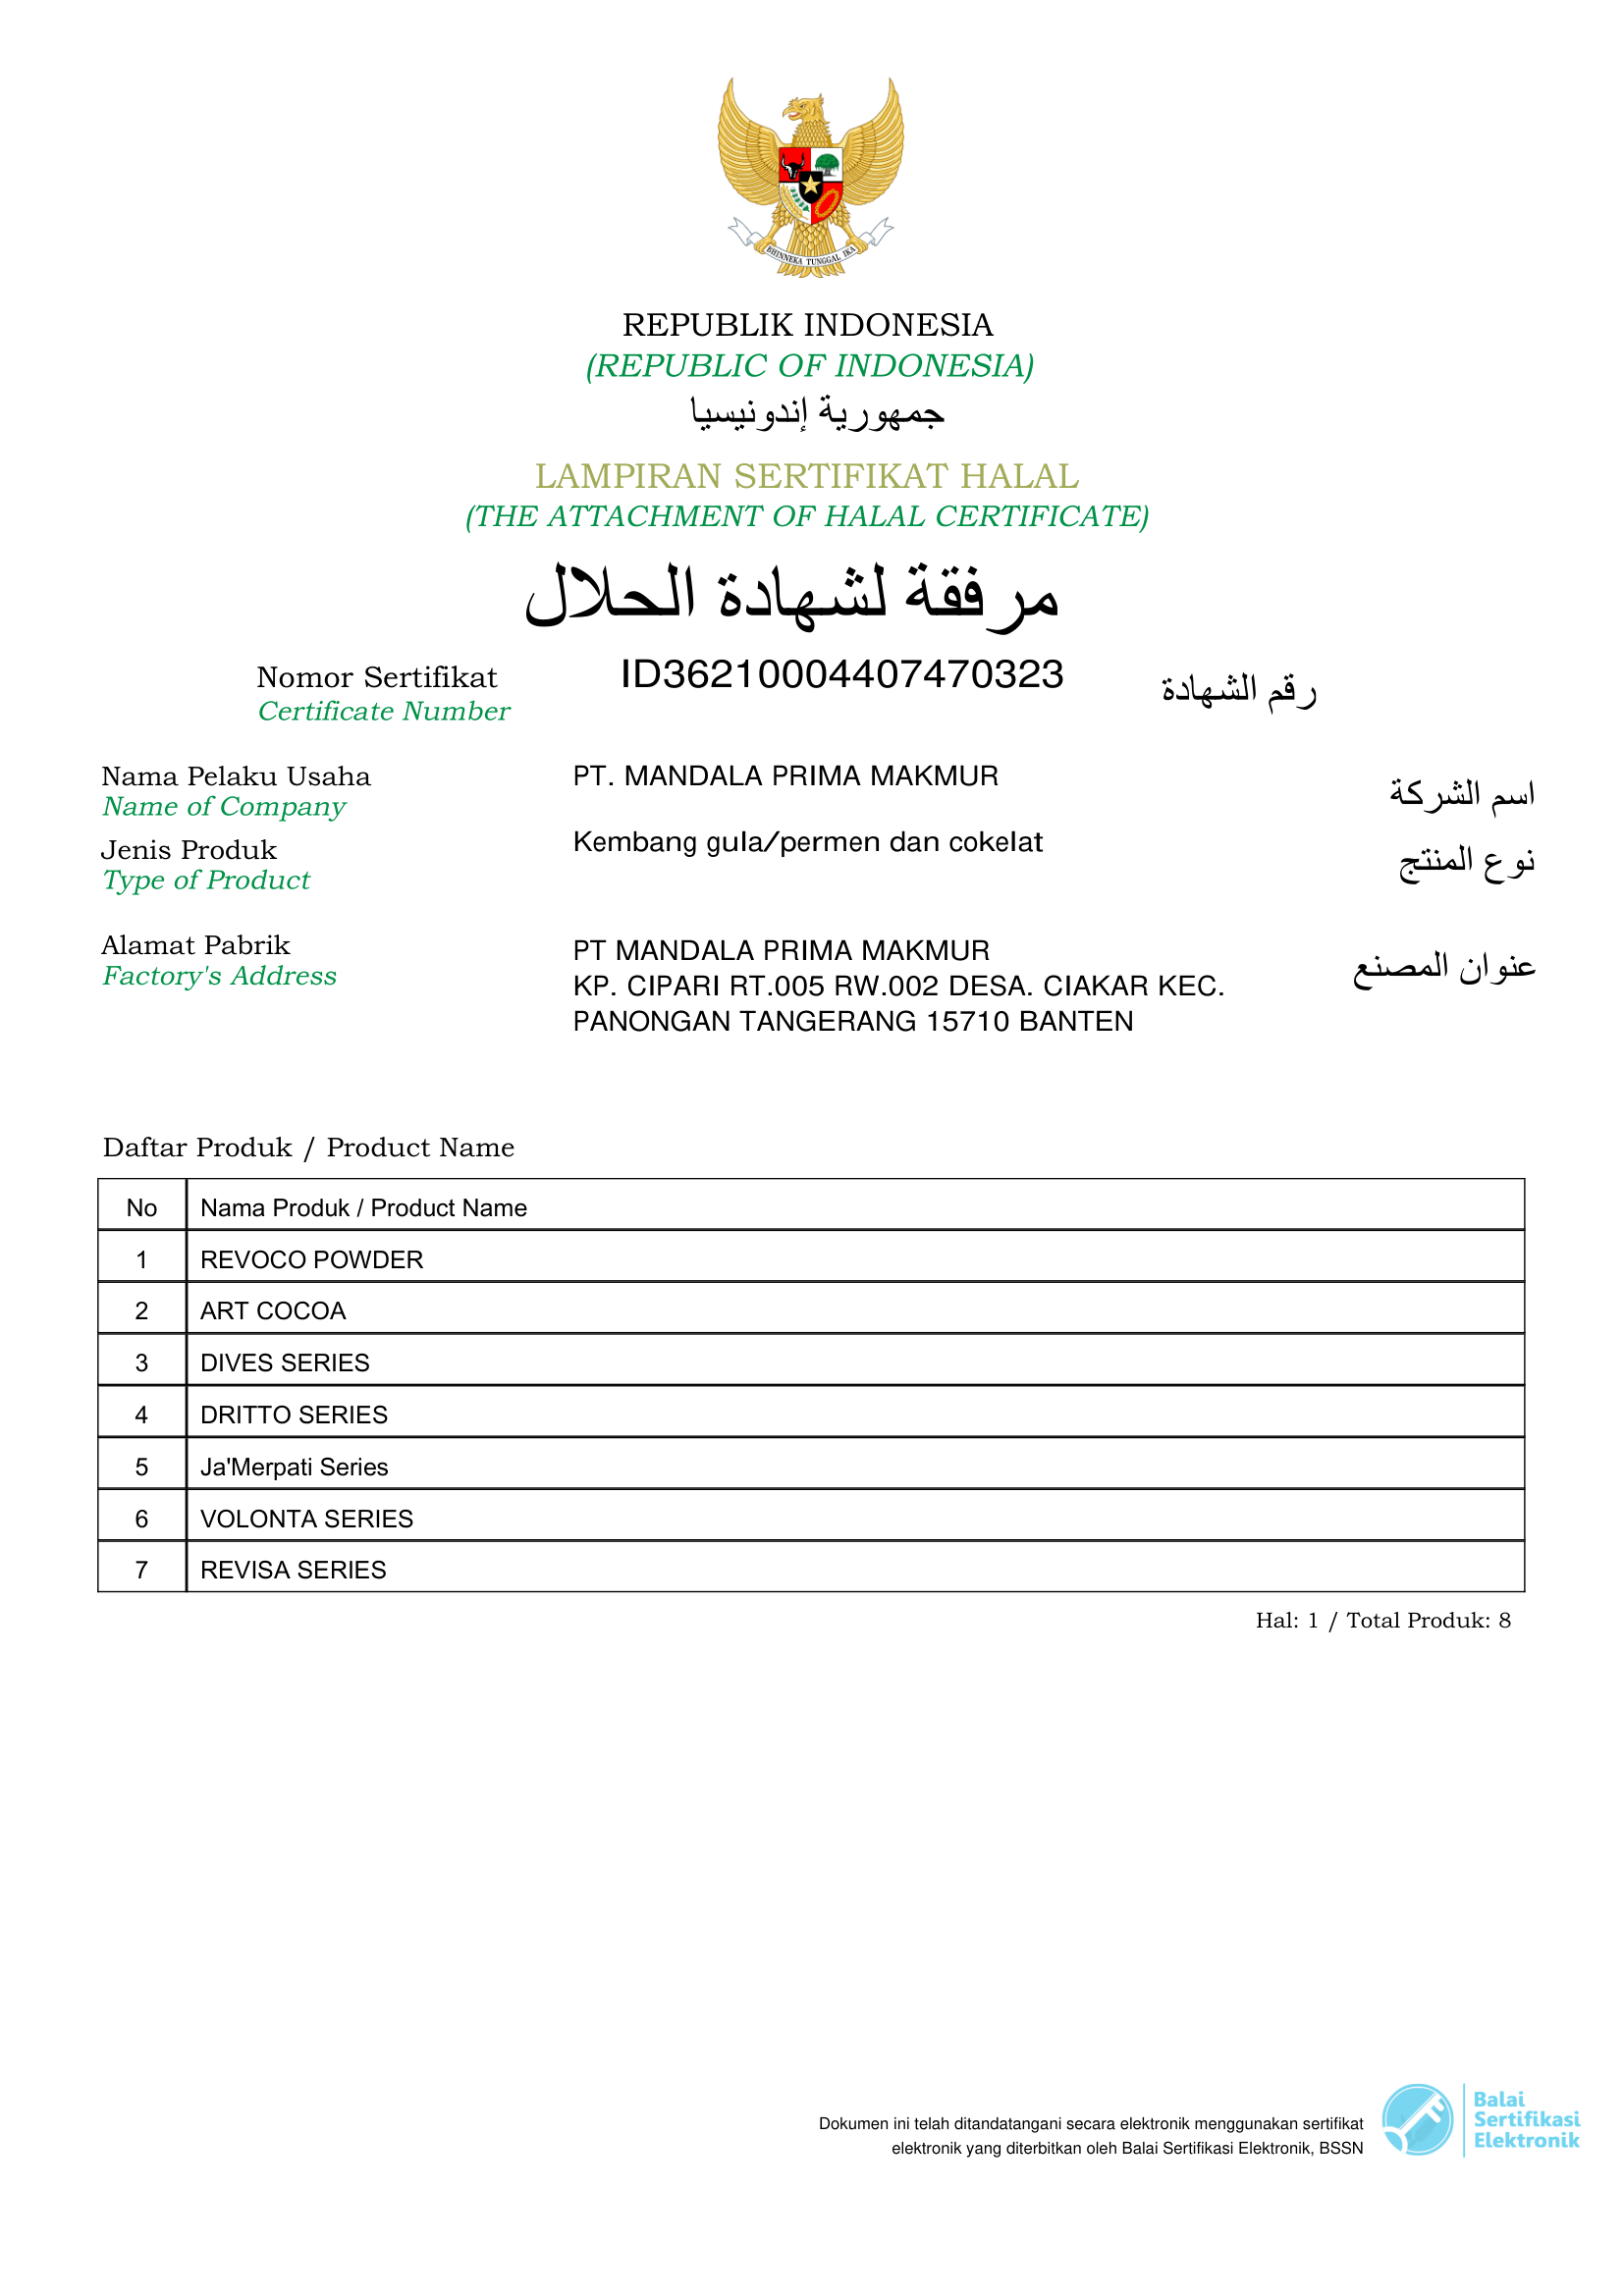 BHINNEKA TUNGGAL IKA
REPUBLIK INDONESIA
(REPUBLIC OF INDONESIA)
جمهورية إندونيسيا
LAMPIRAN SERTIFIKAT HALAL
(THE ATTACHMENT OF HALAL CERTIFICATE)
مرفقة لشهادة الحلال
Nomor Sertifikat ID36210004407470323 رقم الشهادة
Certificate Number
Nama Pelaku Usaha PT. MANDALA PRIMA MAKMUR اسم الشركة
Name of Company
Jenis Produk Kembang gula/permen dan cokelat نوع المنتج
Type of Product
Alamat Pabrik PT MANDALA PRIMA MAKMUR عنوان المصنع
Factory's Address KP. CIPARI RT.005 RW.002 DESA. CIAKAR KEC.
PANONGAN TANGERANG 15710 BANTEN
Daftar Produk / Product Name
No Nama Produk / Product Name
1 REVOCO POWDER
2 ART COCOA
3 DIVES SERIES
4 DRITTO SERIES
5 Ja'Merpati Series
6 VOLONTA SERIES
7 REVISA SERIES
Hal: 1 / Total Produk: 8
Dokumen ini telah ditandatangani secara elektronik menggunakan sertifikat
elektronik yang diterbitkan oleh Balai Sertifikasi Elektronik, BSSN
Balai
Sertifikasi
Elektronik